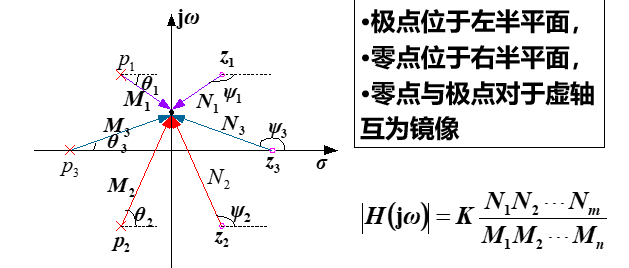 jω
•极点位于左半平面，
•零点位于右半平面，
•零点与极点对于虚轴
互为镜像
p₁
θ₁
M₁
z₁
N₁
ψ₁
M₃
θ₃
p₃
N₃
ψ₃
z₃
σ
M₂
θ₂
p₂
N₂
ψ₂
z₂
|H(jω)| = K N₁N₂···Nₘ / M₁M₂···Mₙ